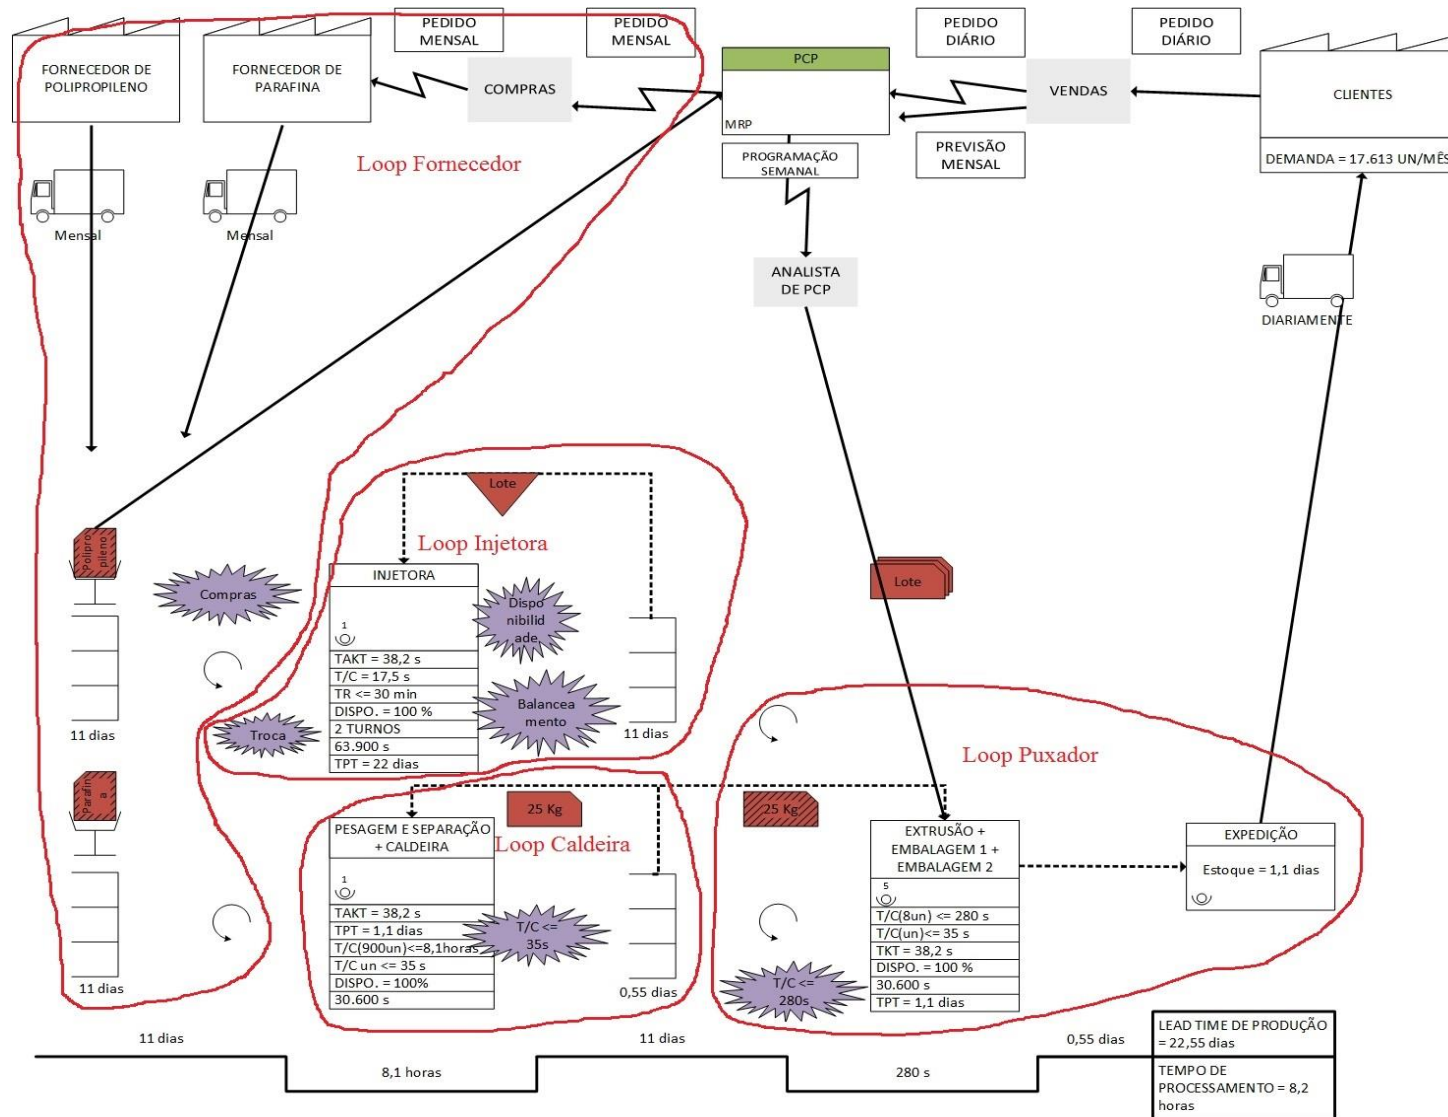 PEDIDO
MENSAL
PEDIDO
MENSAL
PEDIDO
DIÁRIO
PEDIDO
DIÁRIO
FORNECEDOR DE
POLIPROPILENO
FORNECEDOR DE
PARAFINA
COMPRAS
PCP
MRP
VENDAS
CLIENTES
DEMANDA = 17.613 UN/MÊS
PROGRAMAÇÃO
SEMANAL
PREVISÃO
MENSAL
Loop Fornecedor
Mensal
Mensal
ANALISTA
DE PCP
DIARIAMENTE
Lote
Loop Injetora
Polipro
pileno
Compras
INJETORA
1
TAKT = 38,2 s
T/C = 17,5 s
TR <= 30 min
DISPO. = 100 %
2 TURNOS
63.900 s
TPT = 22 dias
Dispo
nibilid
ade
Balancea
mento
Troca
11 dias
11 dias
Lote
Loop Puxador
Parafin
a
11 dias
25 Kg
25 Kg
Loop Caldeira
PESAGEM E SEPARAÇÃO
+ CALDEIRA
1
TAKT = 38,2 s
TPT = 1,1 dias
T/C(900un)<=8,1horas
T/C un <= 35 s
DISPO. = 100%
30.600 s
T/C <=
35s
0,55 dias
EXTRUSÃO +
EMBALAGEM 1 +
EMBALAGEM 2
5
T/C(8un) <= 280 s
T/C(un)<= 35 s
TKT = 38,2 s
DISPO. = 100 %
30.600 s
TPT = 1,1 dias
T/C <=
280s
EXPEDIÇÃO
Estoque = 1,1 dias
11 dias
8,1 horas
11 dias
280 s
0,55 dias
LEAD TIME DE PRODUÇÃO
= 22,55 dias
TEMPO DE
PROCESSAMENTO = 8,2
horas